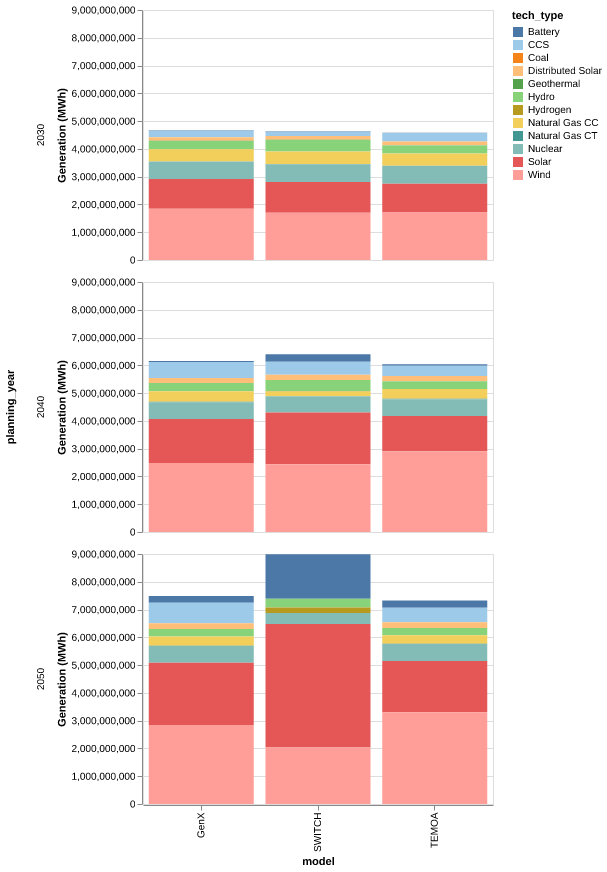 tech_type
Battery
CCS
Coal
Distributed Solar
Geothermal
Hydro
Hydrogen
Natural Gas CC
Natural Gas CT
Nuclear
Solar
Wind
planning_year
2030
Generation (MWh)
9,000,000,000
8,000,000,000
7,000,000,000
6,000,000,000
5,000,000,000
4,000,000,000
3,000,000,000
2,000,000,000
1,000,000,000
0
2040
Generation (MWh)
9,000,000,000
8,000,000,000
7,000,000,000
6,000,000,000
5,000,000,000
4,000,000,000
3,000,000,000
2,000,000,000
1,000,000,000
0
2050
Generation (MWh)
9,000,000,000
8,000,000,000
7,000,000,000
6,000,000,000
5,000,000,000
4,000,000,000
3,000,000,000
2,000,000,000
1,000,000,000
0
GenX
SWITCH
TEMOA
model